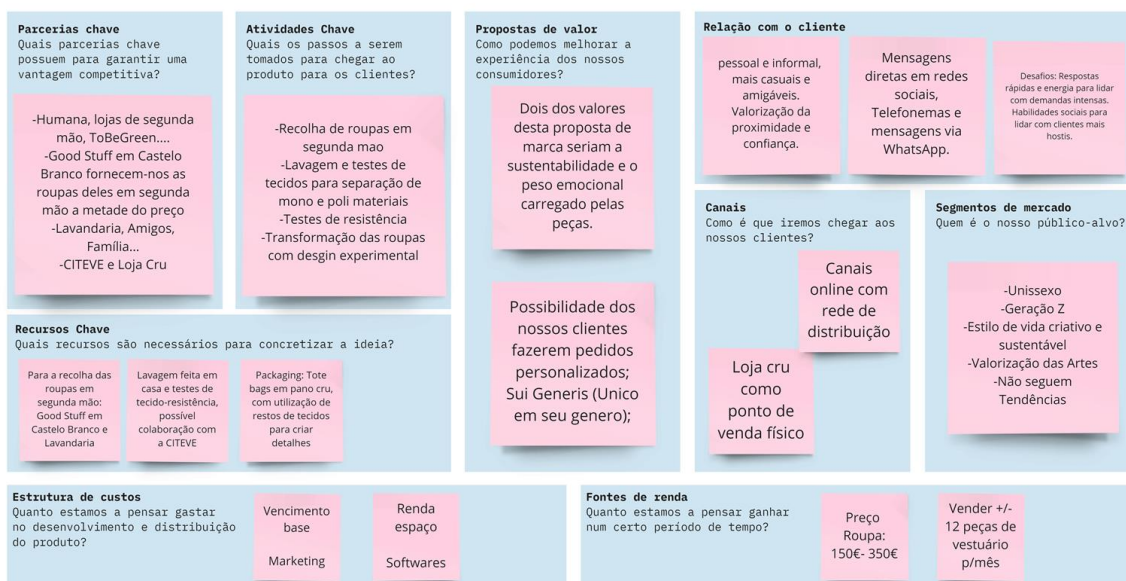 Parcerias chave
Quais parcerias chave
possuem para garantir uma
vantagem competitiva?
-Humana, lojas de segunda
mão, ToBeGreen....
-Good Stuff em Castelo
Branco fornecem-nos as
roupas deles em segunda
mão a metade do preço
-Lavandaria, Amigos,
Família...
-CITEVE e Loja Cru
Atividades Chave
Quais os passos a serem
tomados para chegar ao
produto para os clientes?
-Recolha de roupas em
segunda mao
-Lavagem e testes de
tecidos para separação de
mono e poli materiais
-Testes de resistência
-Transformação das roupas
com desgin experimental
Propostas de valor
Como podemos melhorar a
experiência dos nossos
consumidores?
Dois dos valores
desta proposta de
marca seriam a
sustentabilidade e o
peso emocional
carregado pelas
peças.
Possibilidade dos
nossos clientes
fazerem pedidos
personalizados;
Sui Generis (Unico
em seu genero);
Relação com o cliente
pessoal e informal,
mais casuais e
amigáveis.
Valorização da
proximidade e
confiança.
Mensagens
diretas em redes
sociais,
Telefonemas e
mensagens via
WhatsApp.
Desafios: Respostas
rápidas e energia para lidar
com demandas intensas.
Habilidades sociais para
lidar com clientes mais
hostis.
Canais
Como é que iremos chegar aos
nossos clientes?
Canais
online com
rede de
distribuição
Loja cru
como
ponto de
venda físico
Segmentos de mercado
Quem é o nosso público-alvo?
-Unissexo
-Geração Z
-Estilo de vida criativo e
sustentável
-Valorização das Artes
-Não seguem
Tendências
Recursos Chave
Quais recursos são necessários para concretizar a ideia?
Para a recolha das
roupas em
segunda mão:
Good Stuff em
Castelo Branco e
Lavandaria
Lavagem feita em
casa e testes de
tecido-resistência,
possível
colaboração com
a CITEVE
Packaging: Tote
bags em pano cru,
com utilização de
restos de tecidos
para criar
detalhes
Estrutura de custos
Quanto estamos a pensar gastar
no desenvolvimento e distribuição
do produto?
Vencimento
base
Marketing
Renda
espaço
Softwares
Fontes de renda
Quanto estamos a pensar ganhar
num certo período de tempo?
Preço
Roupa:
150€- 350€
Vender +/-
12 peças de
vestuário
p/mês